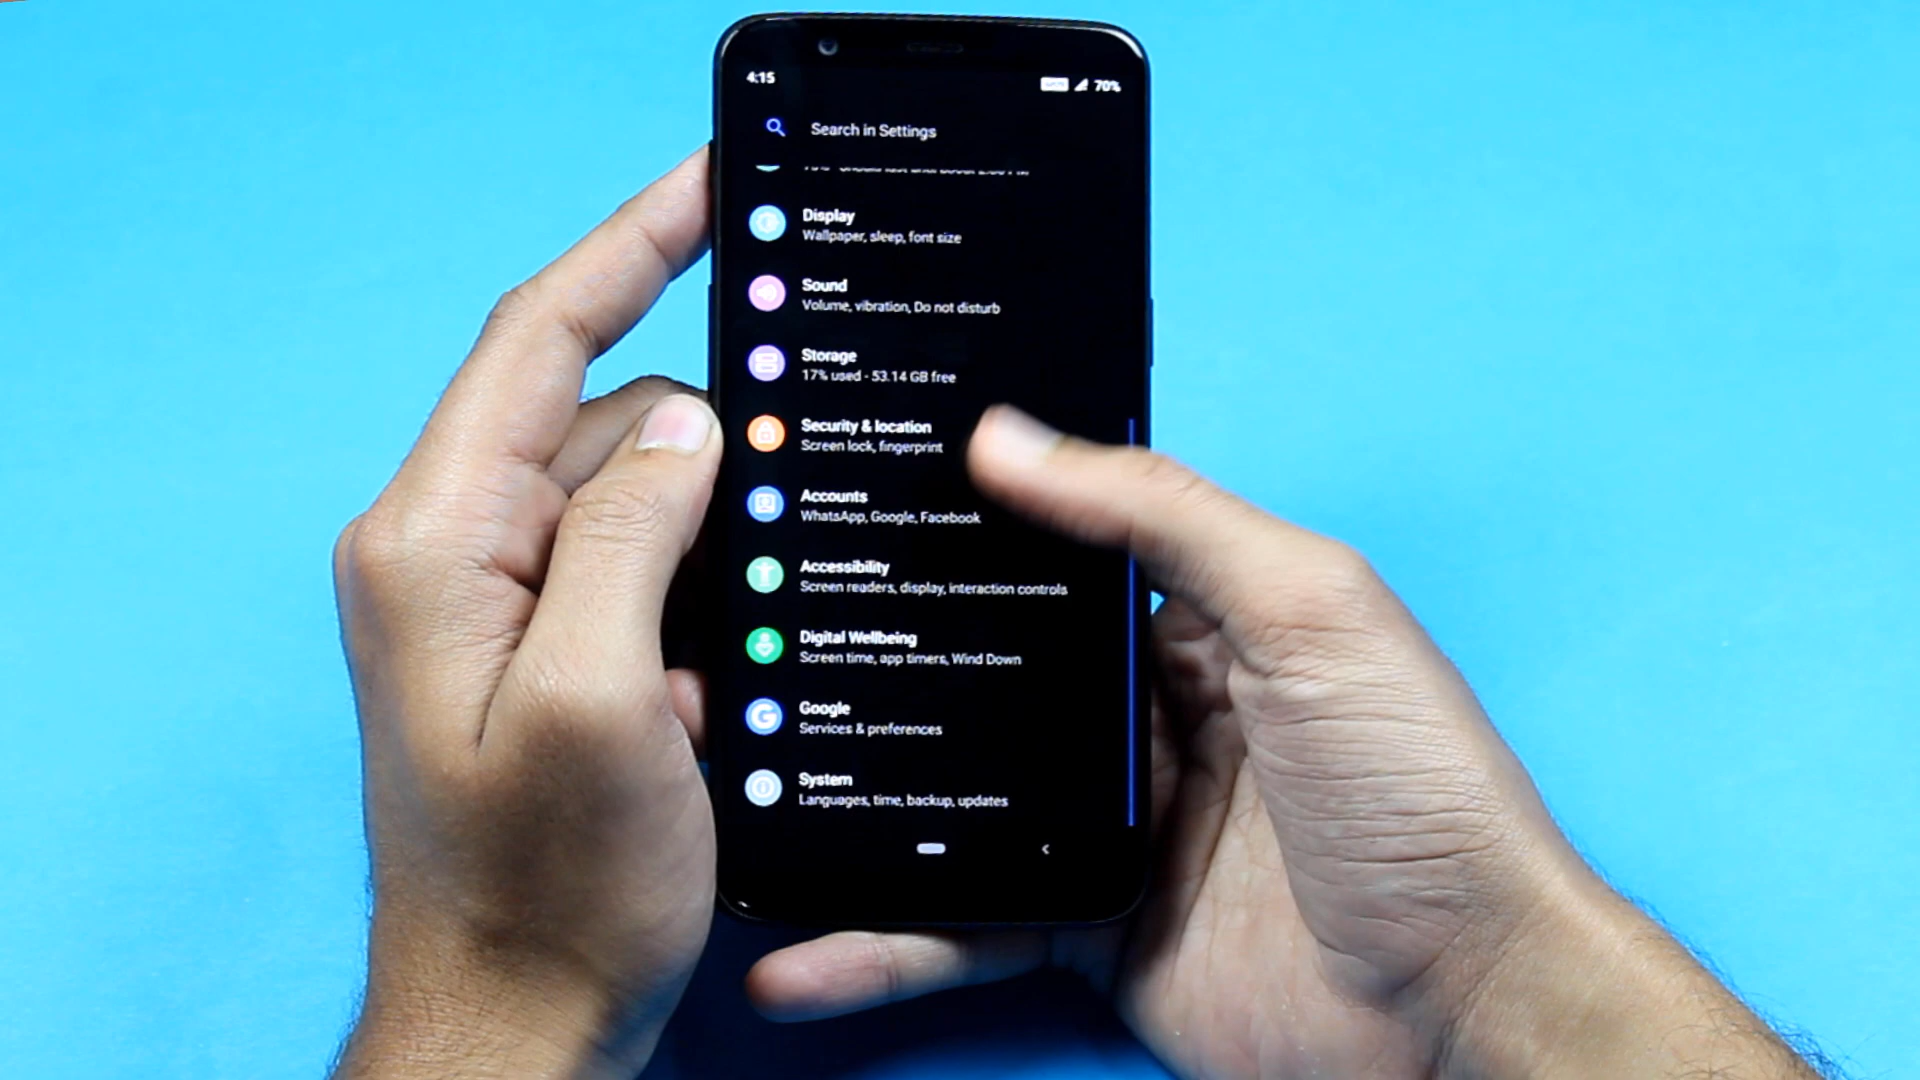 4:15
70%
Search in Settings
Display
Wallpaper, sleep, font size
Sound
Volume, vibration, Do not disturb
Storage
17% used - 53.14 GB free
Security & location
Screen lock, fingerprint
Accounts
WhatsApp, Google, Facebook
Accessibility
Screen readers, display, interaction controls
Digital Wellbeing
Screen time, app timers, Wind Down
Google
Services & preferences
System
Languages, time, backup, updates